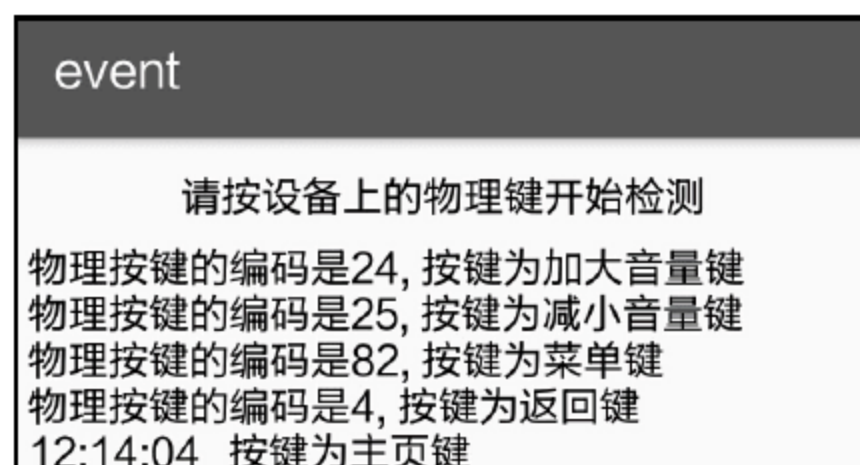 event
请按设备上的物理键开始检测
物理按键的编码是24, 按键为加大音量键
物理按键的编码是25, 按键为减小音量键
物理按键的编码是82, 按键为菜单键
物理按键的编码是4, 按键为返回键
12:14:04 按键为主页键